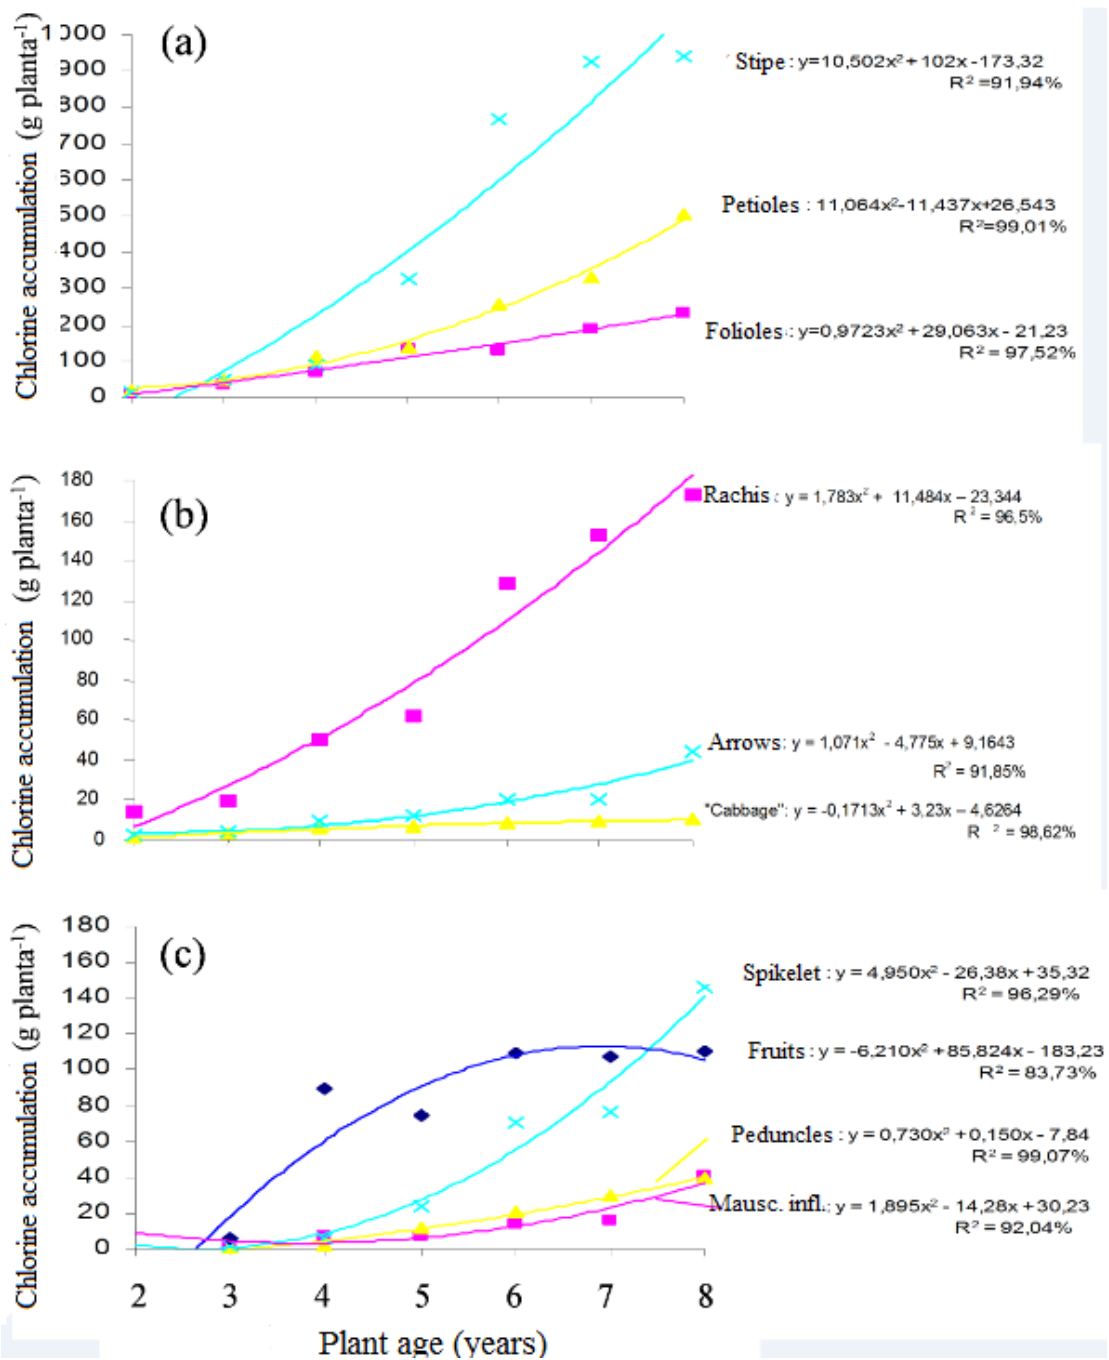 (a)
Chlorine accumulation (g planta⁻¹)
1000
900
800
700
600
500
400
300
200
100
0
Stipe : y=10,502x² + 102x -173,32
R² =91,94%
Petioles : 11,064x²-11,437x+26,543
R²=99,01%
Folioles : y=0,9723x² + 29,063x - 21,23
R² = 97,52%
(b)
Chlorine accumulation (g planta⁻¹)
180
160
140
120
100
80
60
40
20
0
Rachis : y = 1,783x² + 11,484x – 23,344
R² = 96,5%
Arrows: y = 1,071x² - 4,775x + 9,1643
R² = 91,85%
"Cabbage": y = -0,1713x² + 3,23x – 4,6264
R ² = 98,62%
(c)
Chlorine accumulation (g planta⁻¹)
180
160
140
120
100
80
60
40
20
0
Spikelet : y = 4,950x² - 26,38x + 35,32
R² = 96,29%
Fruits : y = -6,210x² + 85,824x - 183,23
R² = 83,73%
Peduncles : y = 0,730x² + 0,150x - 7,84
R² = 99,07%
Mausc. infl.: y = 1,895x² - 14,28x + 30,23
R² = 92,04%
2 3 4 5 6 7 8
Plant age (years)